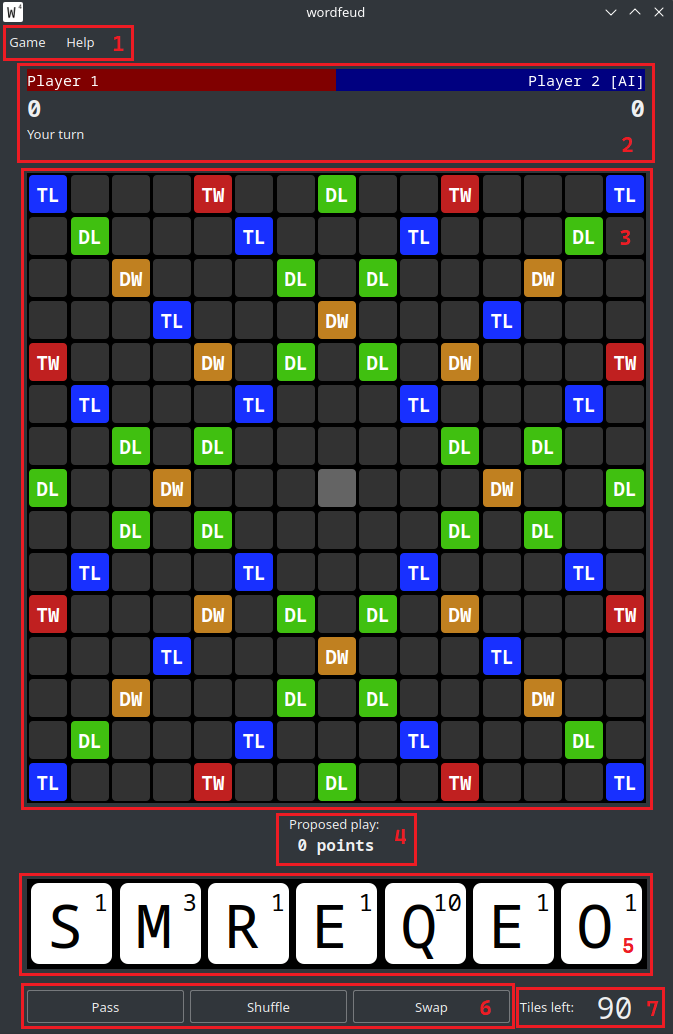 W 4 wordfeud
Game Help 1
Player 1 Player 2 [AI]
0 0
Your turn
2
TL TW DL TW TL
DL TL TL DL 3
DW DL DL DW
TL DW TL
TW DW DL DL DW TW
TL TL TL TL
DL DL DL DL
DL DW DW DL
DL DL DL DL
TL TL TL TL
TW DW DL DL DW TW
TL DW TL
DW DL DL DW
DL TL TL DL
TL TW DL TW TL
Proposed play:
0 points 4
S 1 M 3 R 1 E 1 Q 10 E 1 O 1 5
Pass Shuffle Swap 6 Tiles left: 90 7